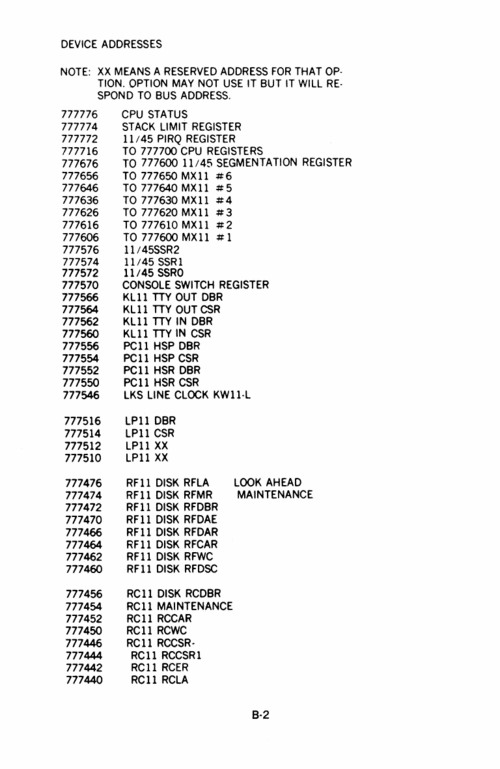 DEVICE ADDRESSES
NOTE: XX MEANS A RESERVED ADDRESS FOR THAT OP-
TION. OPTION MAY NOT USE IT BUT IT WILL RE-
SPOND TO BUS ADDRESS.
777776 CPU STATUS
777774 STACK LIMIT REGISTER
777772 11/45 PIRQ REGISTER
777716 TO 777700 CPU REGISTERS
777676 TO 777600 11/45 SEGMENTATION REGISTER
777656 TO 777650 MX11 #6
777646 TO 777640 MX11 #5
777636 TO 777630 MX11 #4
777626 TO 777620 MX11 #3
777616 TO 777610 MX11 #2
777606 TO 777600 MX11 #1
777576 11/45SSR2
777574 11/45 SSR1
777572 11/45 SSR0
777570 CONSOLE SWITCH REGISTER
777566 KL11 TTY OUT DBR
777564 KL11 TTY OUT CSR
777562 KL11 TTY IN DBR
777560 KL11 TTY IN CSR
777556 PC11 HSP DBR
777554 PC11 HSP CSR
777552 PC11 HSR DBR
777550 PC11 HSR CSR
777546 LKS LINE CLOCK KW11-L
777516 LP11 DBR
777514 LP11 CSR
777512 LP11 XX
777510 LP11 XX
777476 RF11 DISK RFLA LOOK AHEAD
777474 RF11 DISK RFMR MAINTENANCE
777472 RF11 DISK RFDBR
777470 RF11 DISK RFDAE
777466 RF11 DISK RFDAR
777464 RF11 DISK RFCAR
777462 RF11 DISK RFWC
777460 RF11 DISK RFDSC
777456 RC11 DISK RCDBR
777454 RC11 MAINTENANCE
777452 RC11 RCCAR
777450 RC11 RCWC
777446 RC11 RCCSR-
777444 RC11 RCCSR1
777442 RC11 RCER
777440 RC11 RCLA
B-2